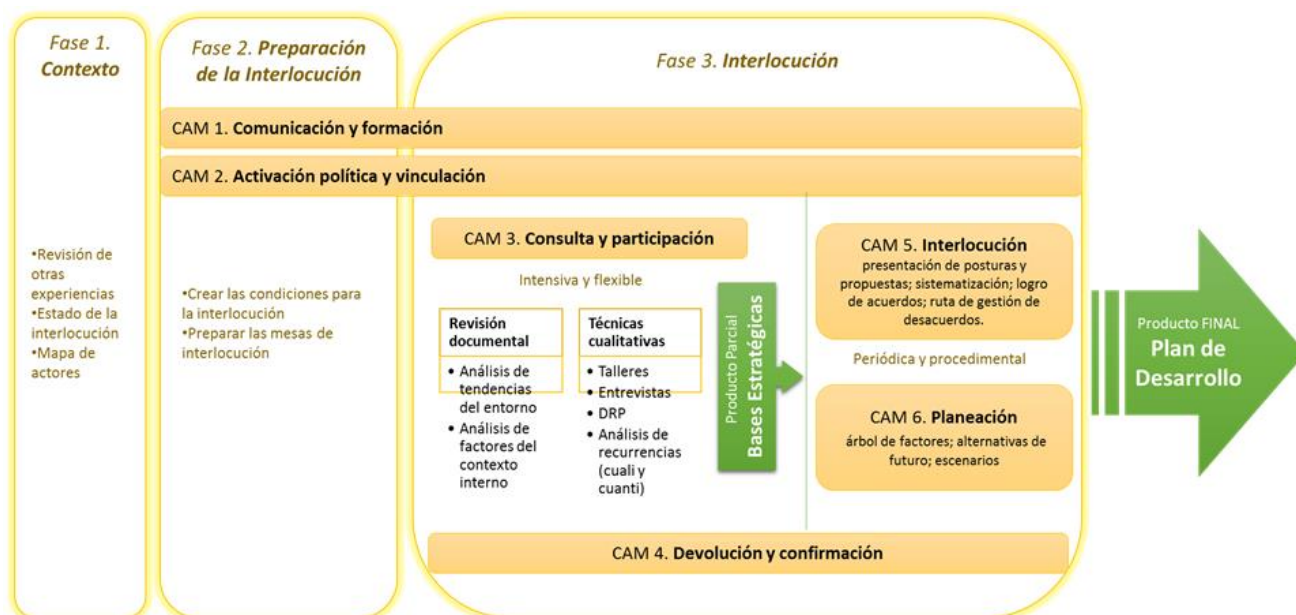 Fase 1.
Contexto
•Revisión de
otras
experiencias
•Estado de la
interlocución
•Mapa de
actores
Fase 2. Preparación
de la Interlocución
•Crear las condiciones para
la interlocución
•Preparar las mesas de
interlocución
Fase 3. Interlocución
CAM 1. Comunicación y formación
CAM 2. Activación política y vinculación
CAM 3. Consulta y participación
Intensiva y flexible
Revisión
documental
• Análisis de
tendencias
del entorno
• Análisis de
factores del
contexto
interno
Técnicas
cualitativas
• Talleres
• Entrevistas
• DRP
• Análisis de
recurrencias
(cuali y
cuanti)
Producto Parcial
Bases Estratégicas
CAM 5. Interlocución
presentación de posturas y
propuestas; sistematización; logro
de acuerdos; ruta de gestión de
desacuerdos.
Periódica y procedimental
CAM 6. Planeación
árbol de factores; alternativas de
futuro; escenarios
CAM 4. Devolución y confirmación
Producto FINAL
Plan de
Desarrollo